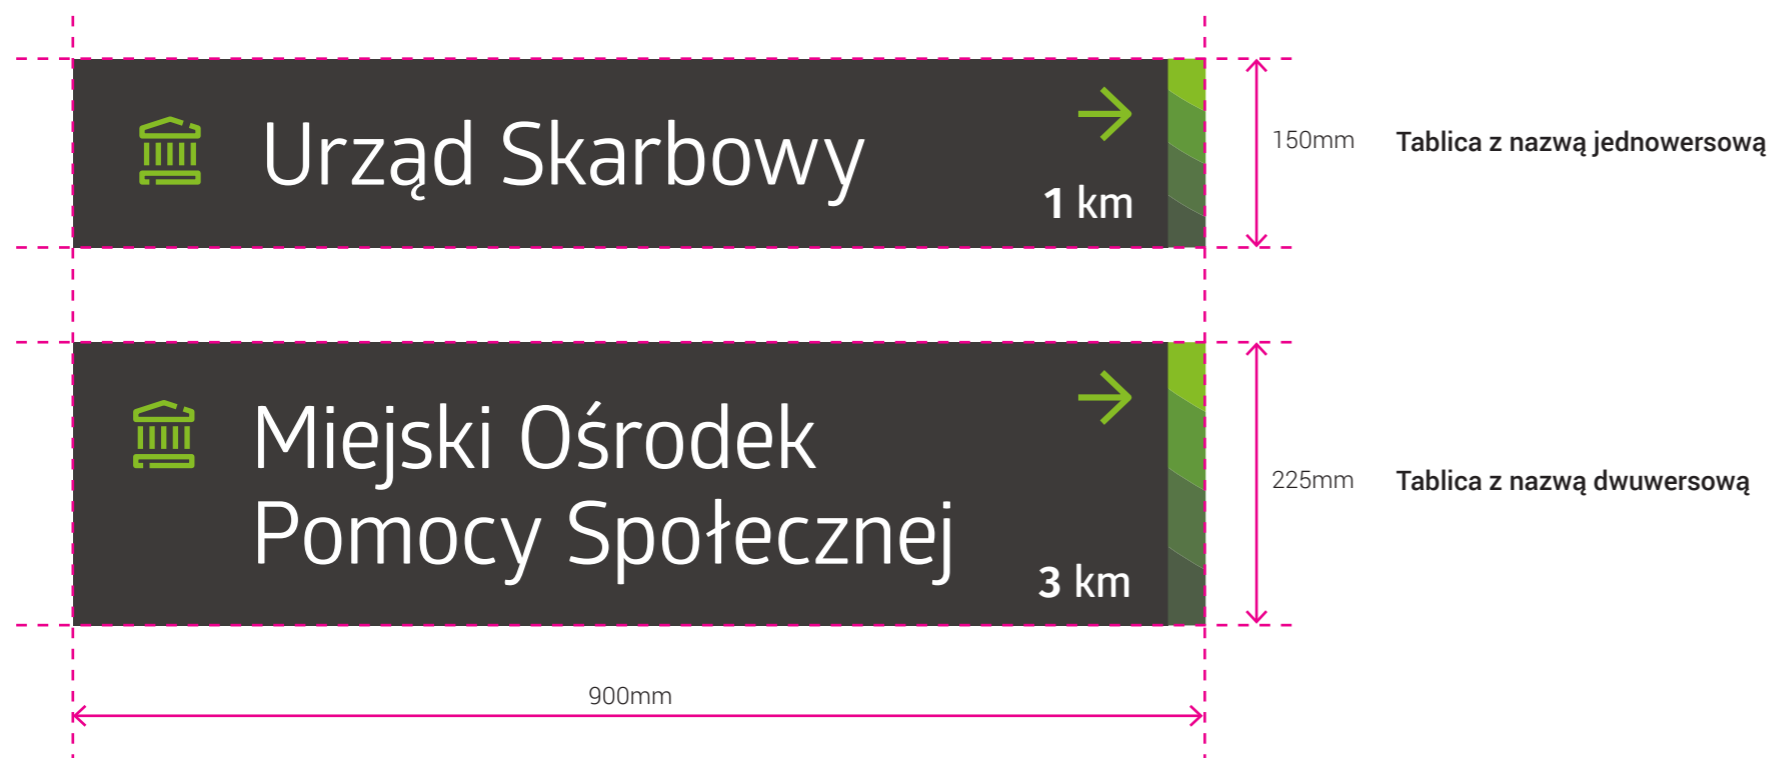 Urząd Skarbowy
1 km
150mm
Tablica z nazwą jednowersową
Miejski Ośrodek
Pomocy Społecznej
3 km
225mm
Tablica z nazwą dwuwersową
900mm